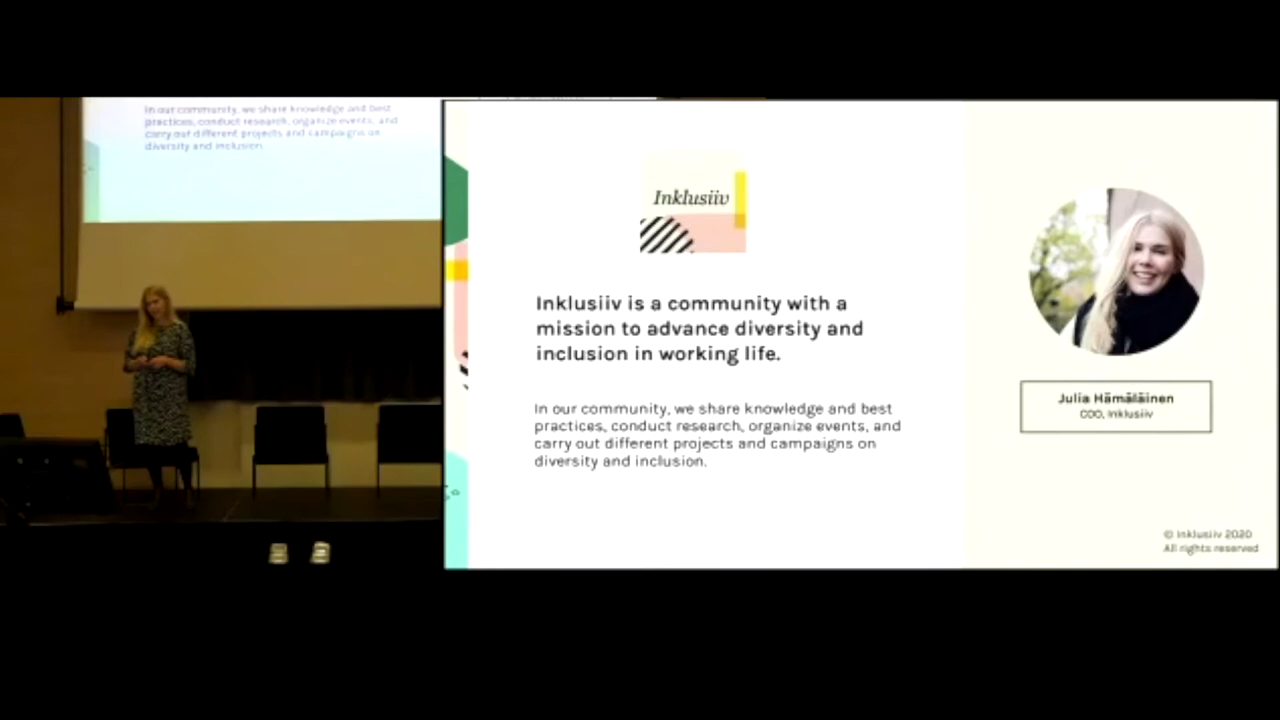 In our community, we share knowledge and best
practices, conduct research, organize events, and
carry out different projects and campaigns on
diversity and inclusion.
Inklusiiv
Inklusiiv is a community with a
mission to advance diversity and
inclusion in working life.
In our community, we share knowledge and best
practices, conduct research, organize events, and
carry out different projects and campaigns on
diversity and inclusion.
Julia Hämäläinen
COO, Inklusiiv
© Inklusiiv 2020
All rights reserved